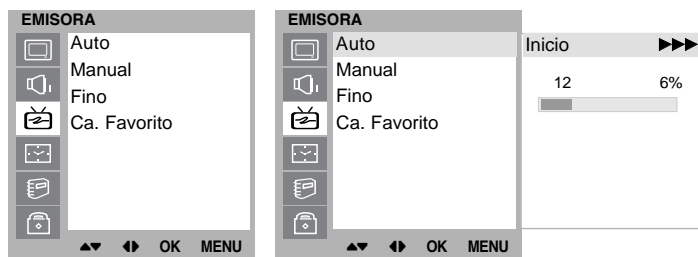 EMISORA
Auto
Manual
Fino
Ca. Favorito
OK MENU
EMISORA
Auto
Manual
Fino
Ca. Favorito
OK MENU
Inicio
12 6%